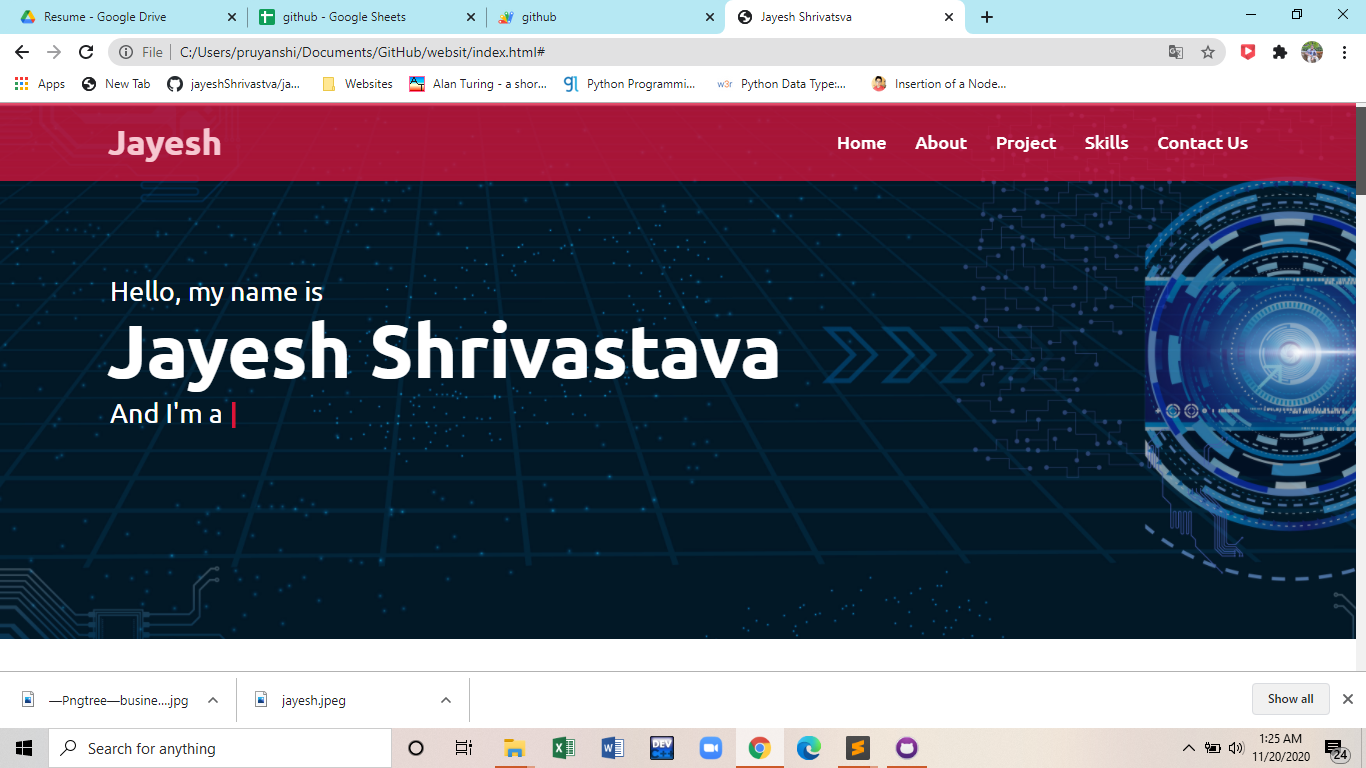 Resume - Google Drive
github - Google Sheets
github
Jayesh Shrivatsva
File
C:/Users/pruyanshi/Documents/GitHub/websit/index.html#
Apps
New Tab
jayeshShrivastva/ja...
Websites
Alan Turing - a shor...
Python Programmi...
w3r
Python Data Type:...
Insertion of a Node...
Jayesh
Home
About
Project
Skills
Contact Us
Hello, my name is
Jayesh Shrivastava
And I'm a
—Pngtree—busine....jpg
jayesh.jpeg
Show all
Search for anything
DEV
1:25 AM
11/20/2020
24